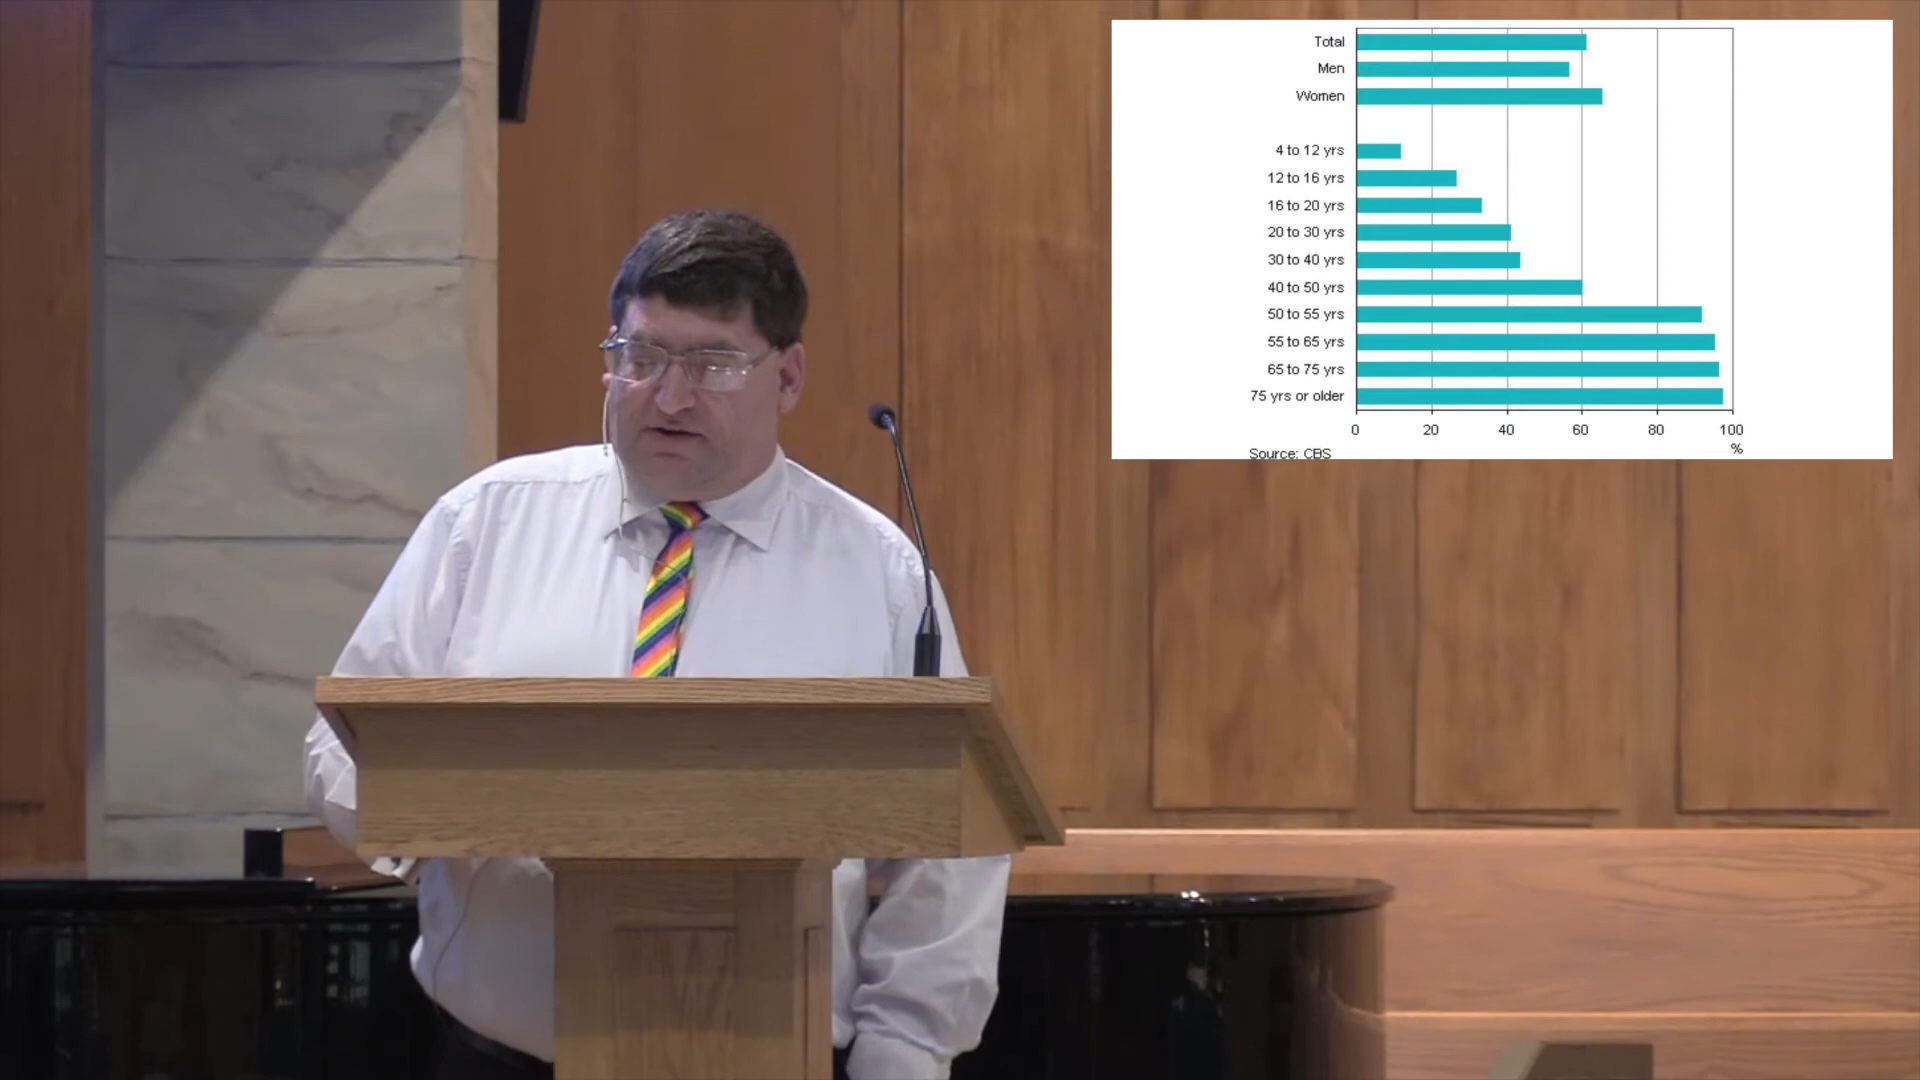 Total
Men
Women
4 to 12 yrs
12 to 16 yrs
16 to 20 yrs
20 to 30 yrs
30 to 40 yrs
40 to 50 yrs
50 to 55 yrs
55 to 65 yrs
65 to 75 yrs
75 yrs or older
0 20 40 60 80 100
%
Source: CBS